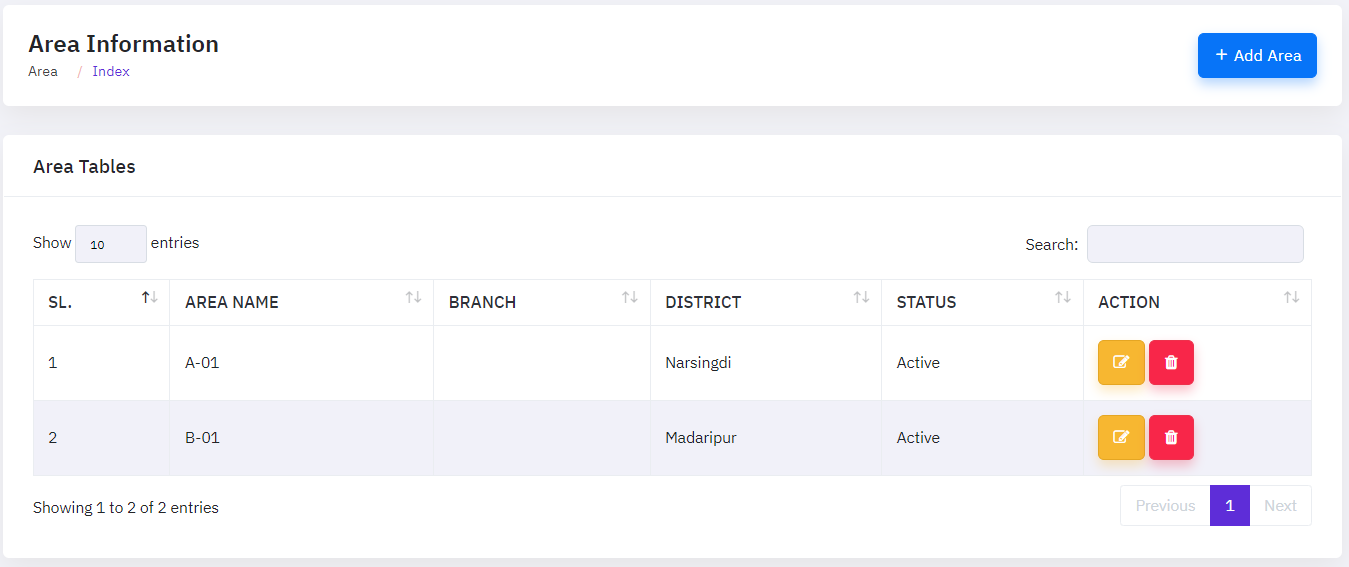 Area Information
+ Add Area
Area / Index
Area Tables
Show 10 entries
Search:
SL. AREA NAME BRANCH DISTRICT STATUS ACTION
1 A-01 Narsingdi Active
2 B-01 Madaripur Active
Showing 1 to 2 of 2 entries
Previous 1 Next